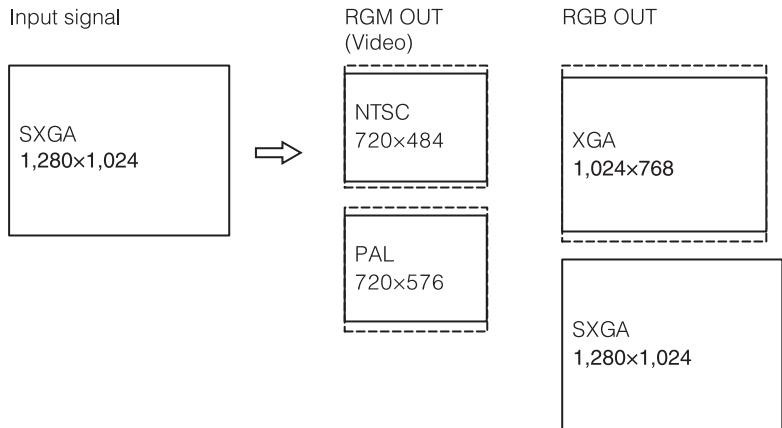 Input signal
RGM OUT
(Video)
RGB OUT
SXGA
1,280×1,024
NTSC
720×484
PAL
720×576
XGA
1,024×768
SXGA
1,280×1,024